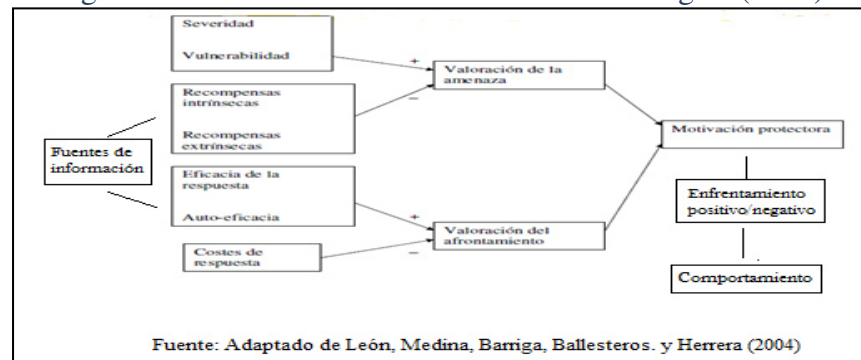 Severidad
Vulnerabilidad
+
Valoración de la
amenaza
Recompensas
intrínsecas
–
Recompensas
extrínsecas
Motivación protectora
Fuentes de
información
Eficacia de la
respuesta
Enfrentamiento
positivo/negativo
Auto-eficacia
+
Valoración del
afrontamiento
Costes de
respuesta
–
Comportamiento
Fuente: Adaptado de León, Medina, Barriga, Ballesteros. y Herrera (2004)